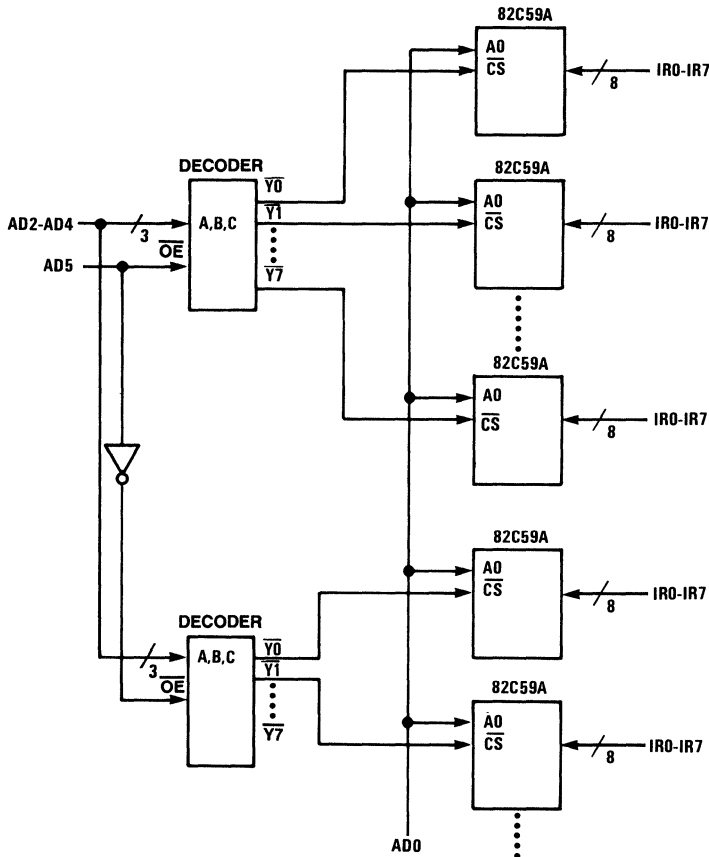 82C59A
A0
CS
8
IR0-IR7
DECODER
Y0
82C59A
A0
AD2-AD4
3
A,B,C
Y1
CS
8
IR0-IR7
OE
AD5
Y7
82C59A
A0
CS
8
IR0-IR7
82C59A
A0
CS
8
IR0-IR7
DECODER
Y0
3
A,B,C
Y1
OE
Y7
82C59A
A0
CS
8
IR0-IR7
AD0